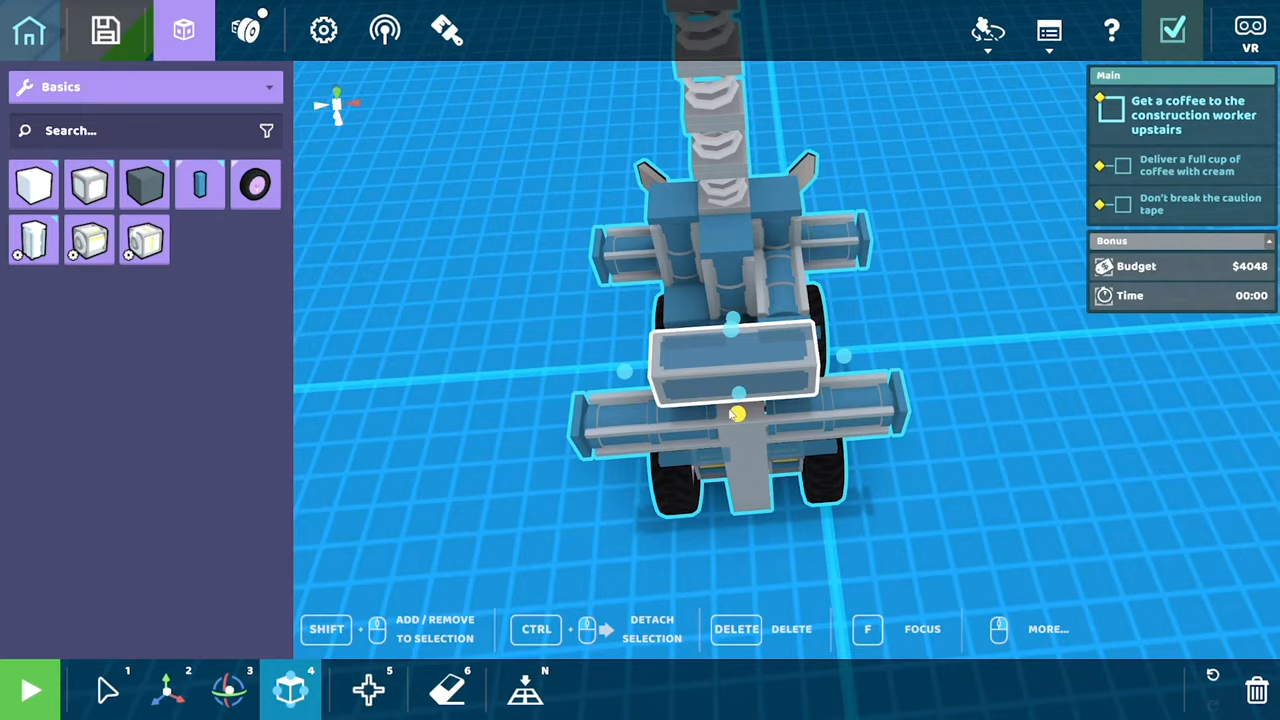 VR
Basics
Search...
Main
Get a coffee to the
construction worker
upstairs
Deliver a full cup of
coffee with cream
Don't break the caution
tape
Bonus
Budget $4048
Time 00:00
SHIFT + ADD / REMOVE
TO SELECTION
CTRL + DETACH
SELECTION
DELETE DELETE
F FOCUS
MORE...
1 2 3 4 5 6 N